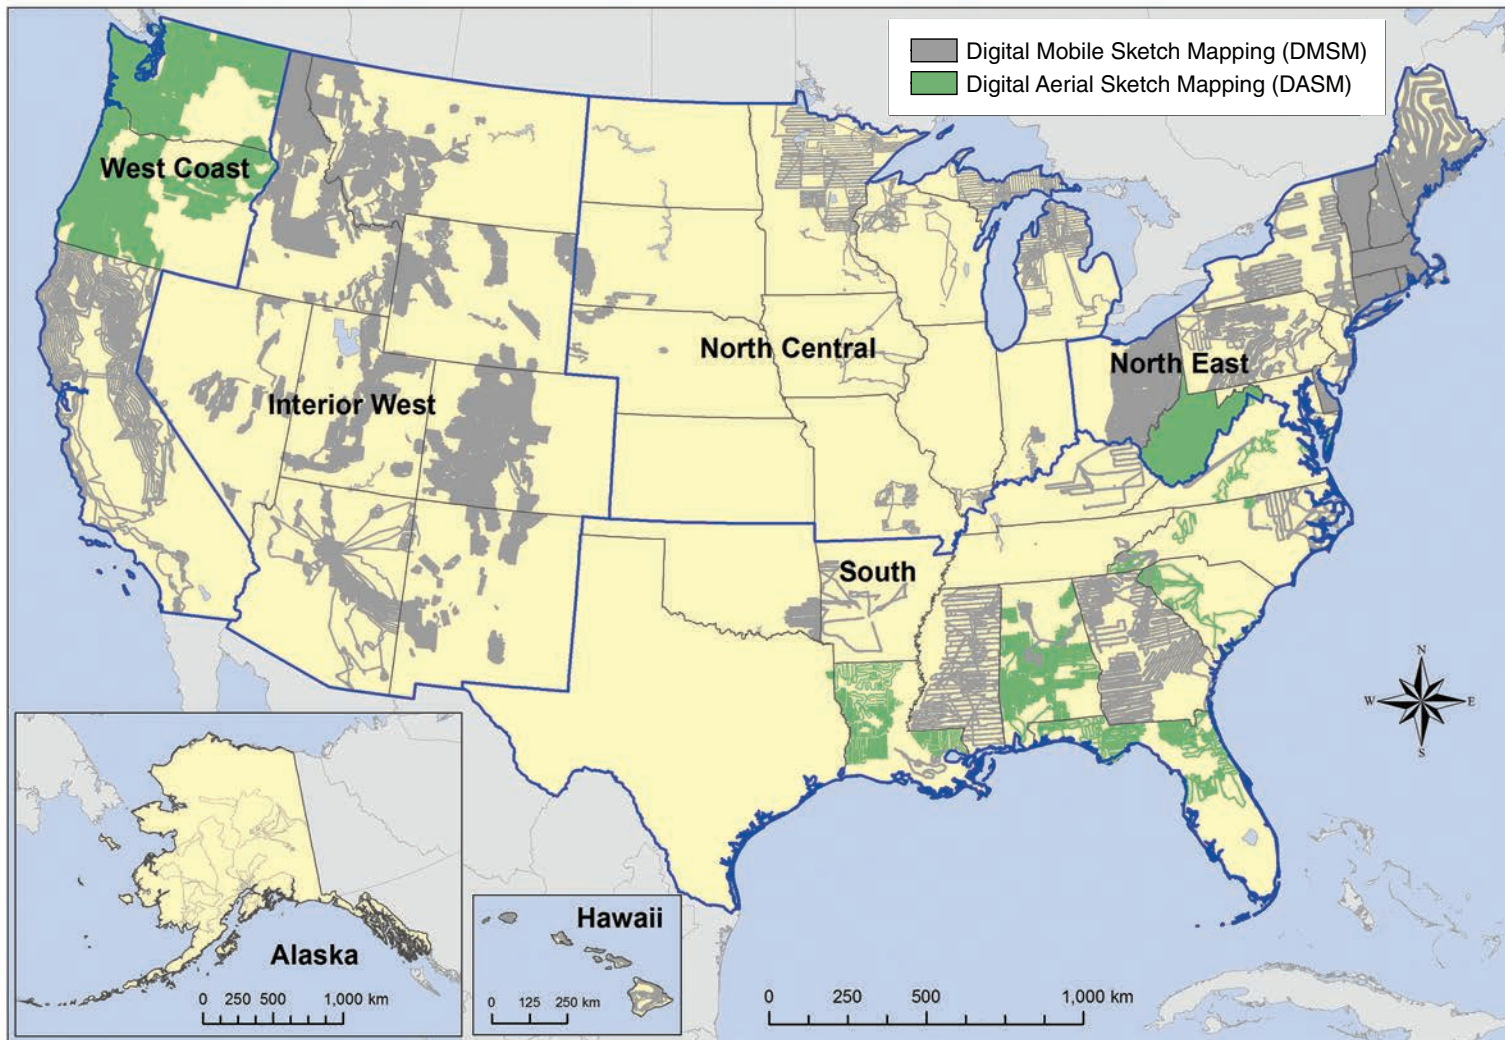 Digital Mobile Sketch Mapping (DMSM)
Digital Aerial Sketch Mapping (DASM)
West Coast
North Central
North East
Interior West
South
N
W E
S
Hawaii
Alaska
0 250 500 1,000 km
0 125 250 km
0 250 500 1,000 km